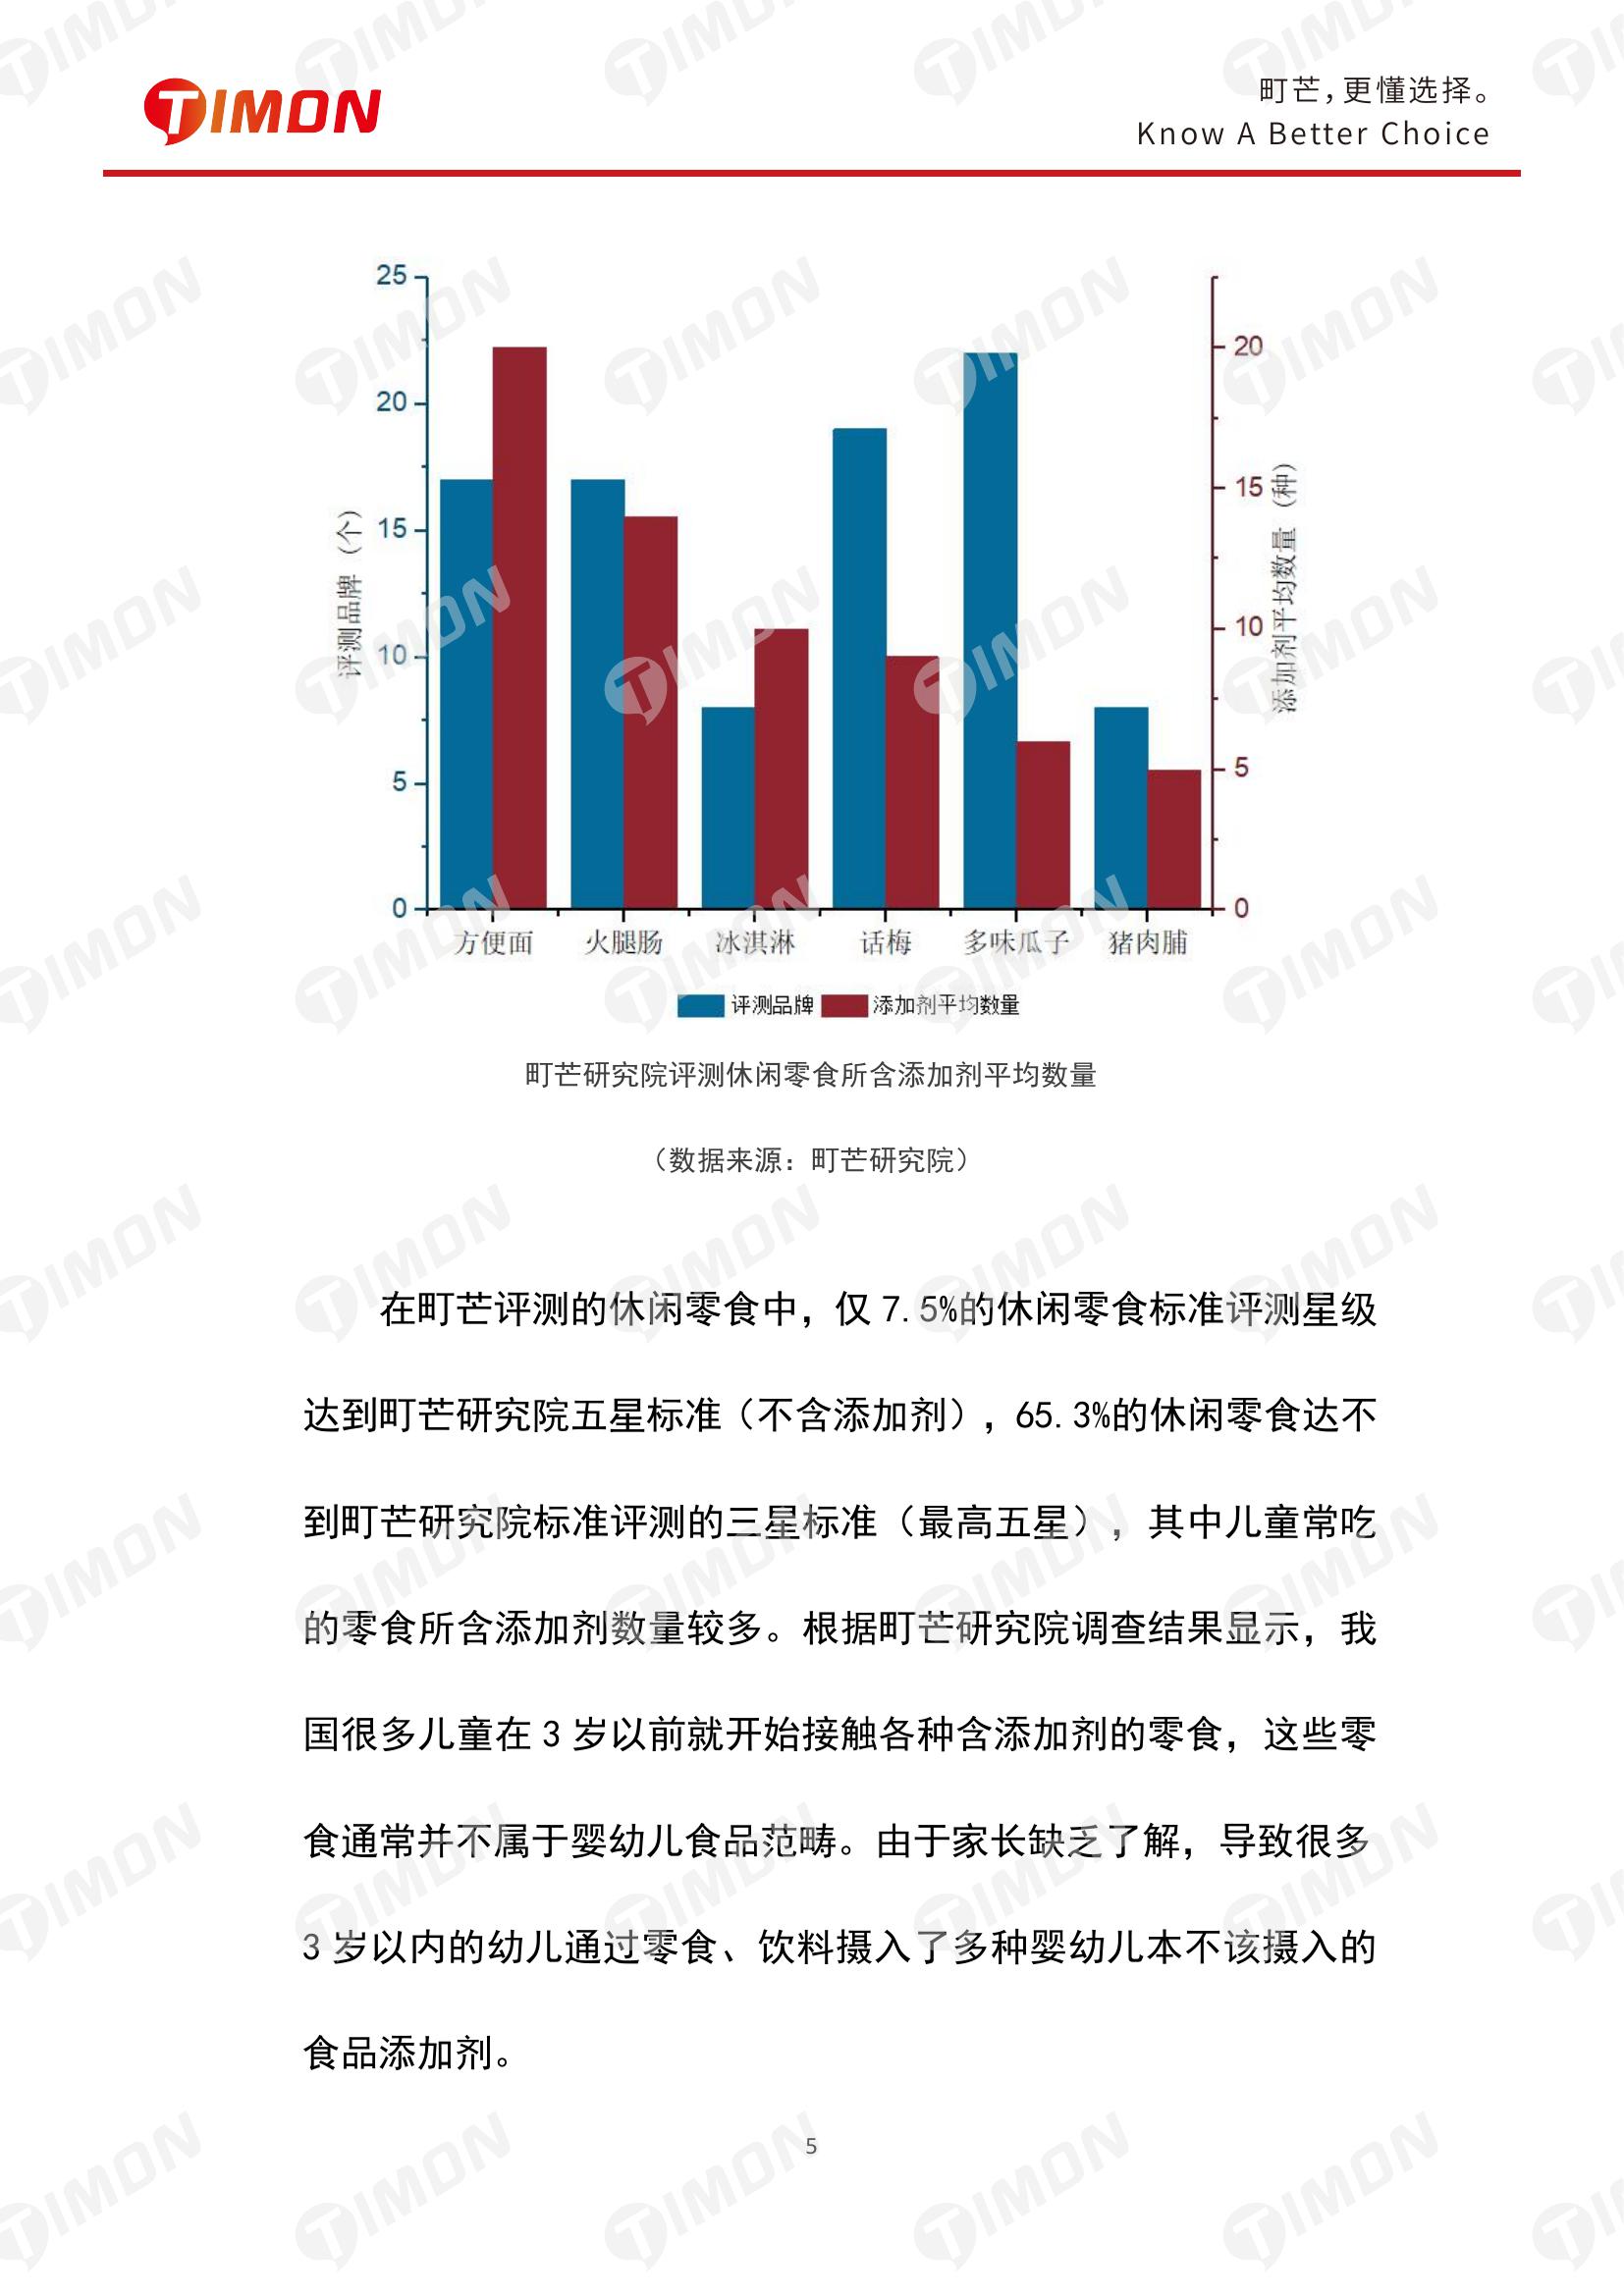 TIMON
町芒，更懂选择。
Know A Better Choice
25
20
15
10
5
0
评测品牌（个）
20
15
10
5
0
添加剂平均数量（种）
方便面 火腿肠 冰淇淋 话梅 多味瓜子 猪肉脯
评测品牌 添加剂平均数量
町芒研究院评测休闲零食所含添加剂平均数量
（数据来源：町芒研究院）
在町芒评测的休闲零食中，仅 7.5%的休闲零食标准评测星级
达到町芒研究院五星标准（不含添加剂），65.3%的休闲零食达不
到町芒研究院标准评测的三星标准（最高五星），其中儿童常吃
的零食所含添加剂数量较多。根据町芒研究院调查结果显示，我
国很多儿童在 3 岁以前就开始接触各种含添加剂的零食，这些零
食通常并不属于婴幼儿食品范畴。由于家长缺乏了解，导致很多
3 岁以内的幼儿通过零食、饮料摄入了多种婴幼儿本不该摄入的
食品添加剂。
5